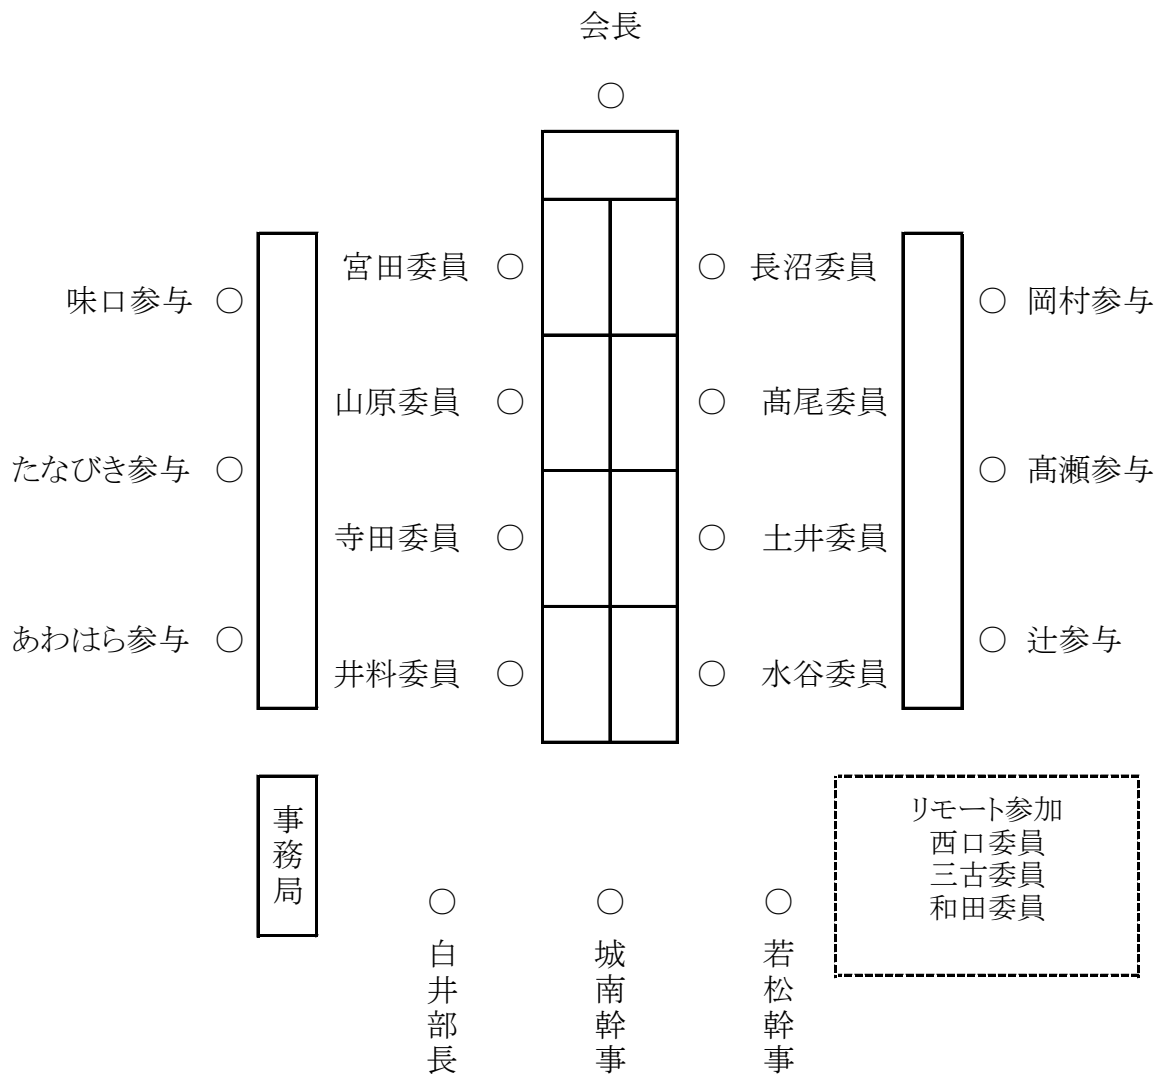 会長
宮田委員
長沼委員
味口参与
岡村参与
山原委員
髙尾委員
たなびき参与
髙瀬参与
寺田委員
土井委員
あわはら参与
辻参与
井料委員
水谷委員
事務局
リモート参加
西口委員
三古委員
和田委員
白井部長
城南幹事
若松幹事